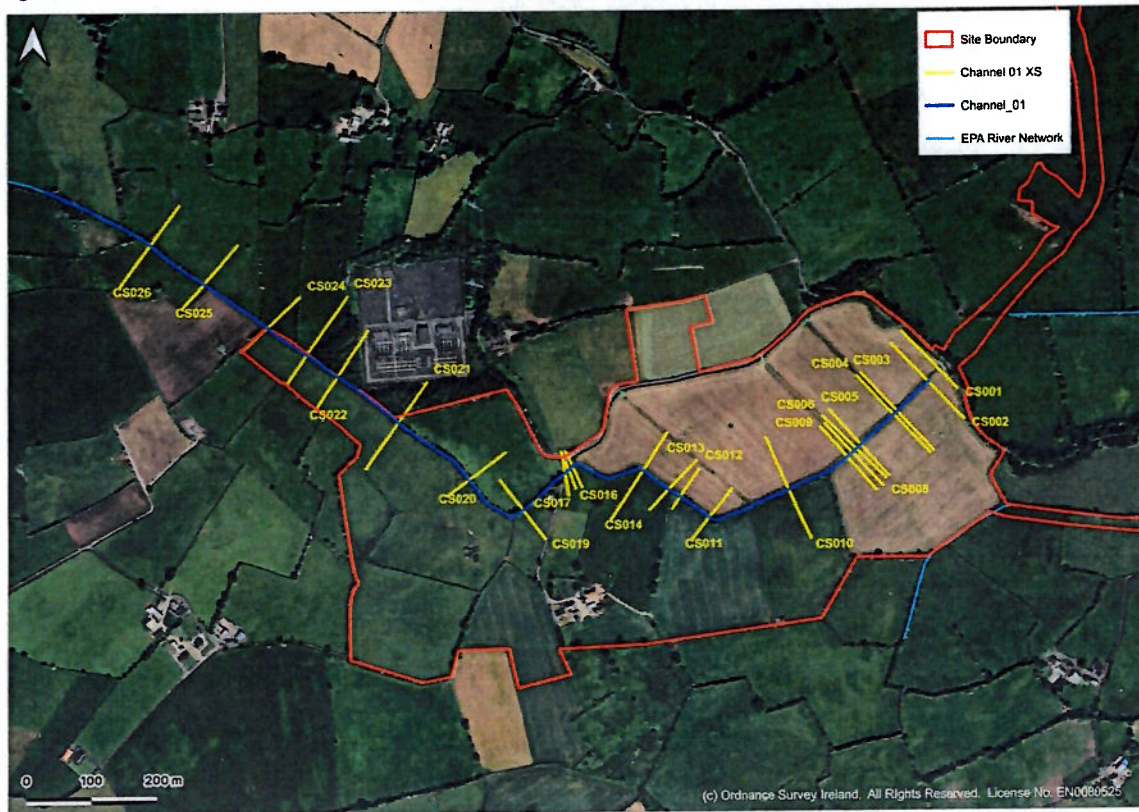 Site Boundary
Channel 01 XS
Channel_01
EPA River Network
CS026
CS025
CS024
CS023
CS022
CS021
CS020
CS019
CS017
CS016
CS014
CS013
CS012
CS011
CS010
CS009
CS008
CS006
CS005
CS004
CS003
CS002
CS001
0 100 200 m
(c) Ordnance Survey Ireland. All Rights Reserved. License No. EN0080525